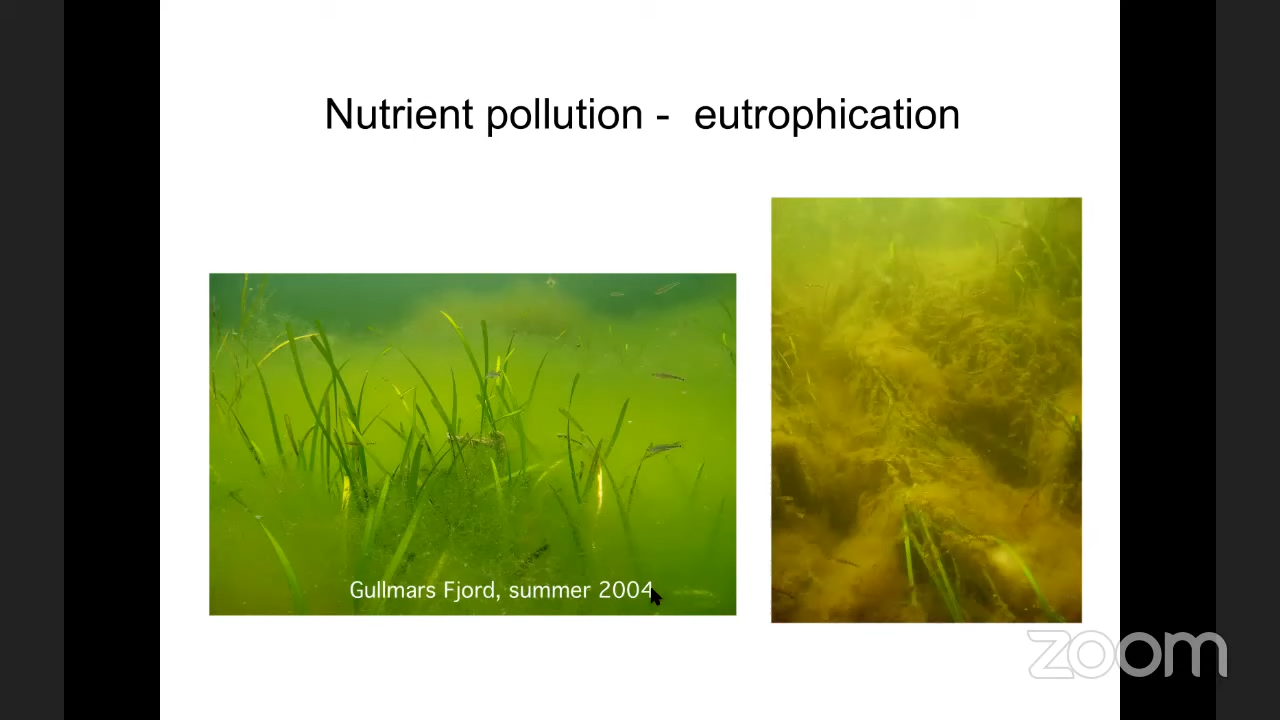 Nutrient pollution -  eutrophication
Gullmars Fjord, summer 2004
zoom